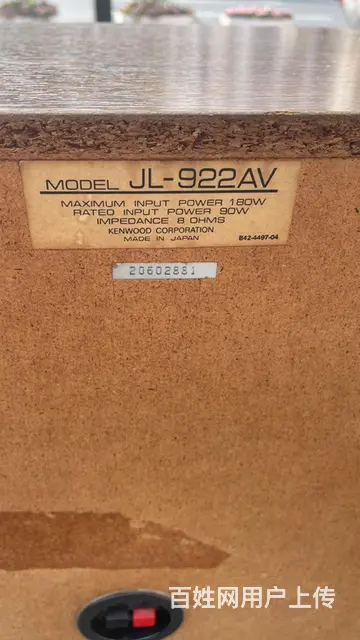 MODEL JL-922AV
MAXIMUM INPUT POWER 180W
RATED INPUT POWER 90W
IMPEDANCE 8 OHMS
KENWOOD CORPORATION
MADE IN JAPAN B42-4497-04
20602881
百姓网用户上传